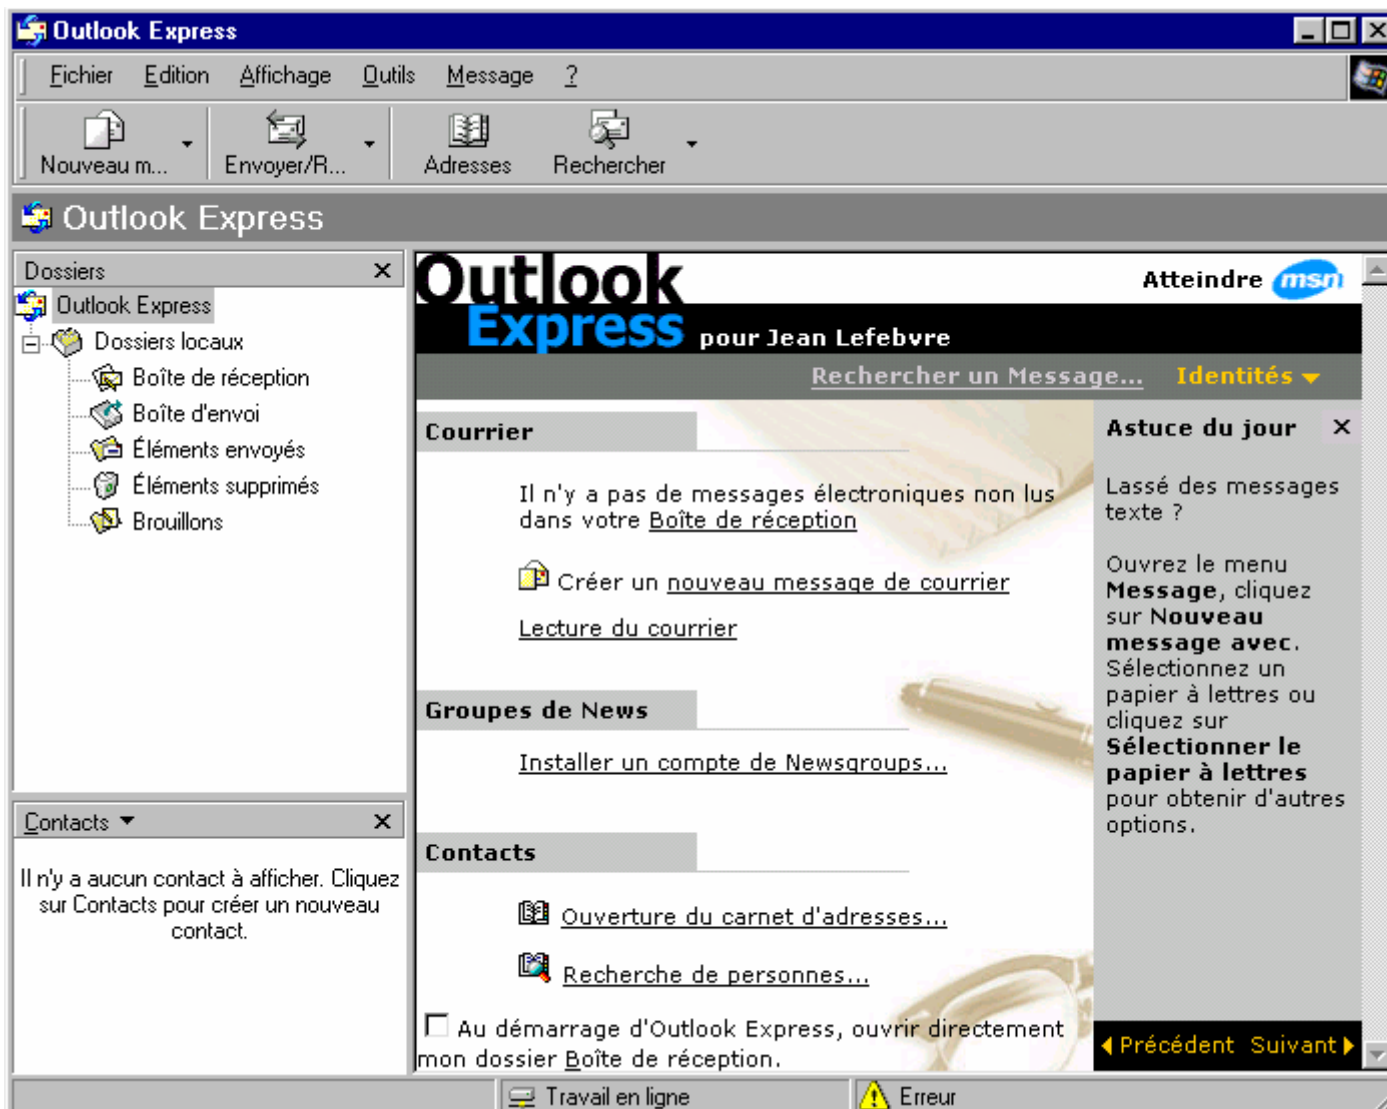 Outlook Express
Fichier Edition Affichage Outils Message ?
Nouveau m... Envoyer/R... Adresses Rechercher
Outlook Express
Dossiers
Outlook Express
Dossiers locaux
Boîte de réception
Boîte d'envoi
Éléments envoyés
Éléments supprimés
Brouillons
Contacts
Il n'y a aucun contact à afficher. Cliquez
sur Contacts pour créer un nouveau
contact.
Outlook
Express pour Jean Lefebvre
Atteindre msn
Rechercher un Message... Identités
Courrier
Il n'y a pas de messages électroniques non lus
dans votre Boîte de réception
Créer un nouveau message de courrier
Lecture du courrier
Groupes de News
Installer un compte de Newsgroups...
Contacts
Ouverture du carnet d'adresses...
Recherche de personnes...
Au démarrage d'Outlook Express, ouvrir directement
mon dossier Boîte de réception.
Astuce du jour
Lassé des messages
texte ?
Ouvrez le menu
Message, cliquez
sur Nouveau
message avec.
Sélectionnez un
papier à lettres ou
cliquez sur
Sélectionner le
papier à lettres
pour obtenir d'autres
options.
Précédent Suivant
Travail en ligne Erreur